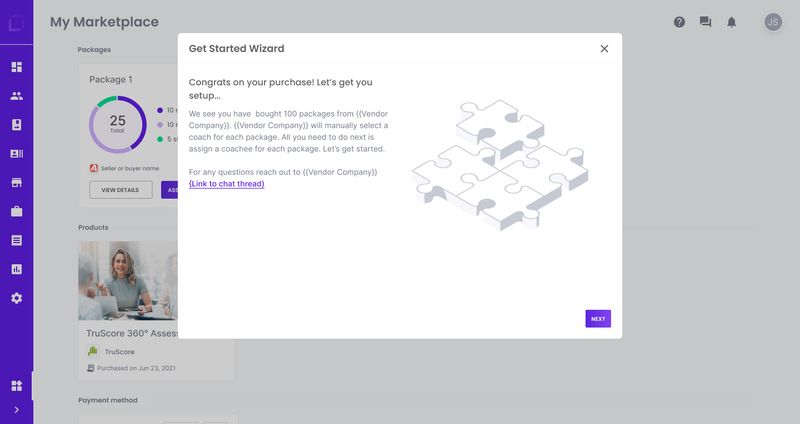 My Marketplace
JS
Packages
Get Started Wizard
Package 1
Congrats on your purchase! Let's get you
setup...
We see you have bought 100 packages from {{Vendor
Company}}. {{Vendor Company}} will manually select a
coach for each package. All you need to do next is
assign a coachee for each package. Let's get started.
For any questions reach out to {{Vendor Company}}
{Link to chat thread}
25
Total
10
10
5
Seller or buyer name
VIEW DETAILS
Products
NEXT
TruScore 360° Assess
TruScore
Purchased on Jun 23, 2021
Payment method